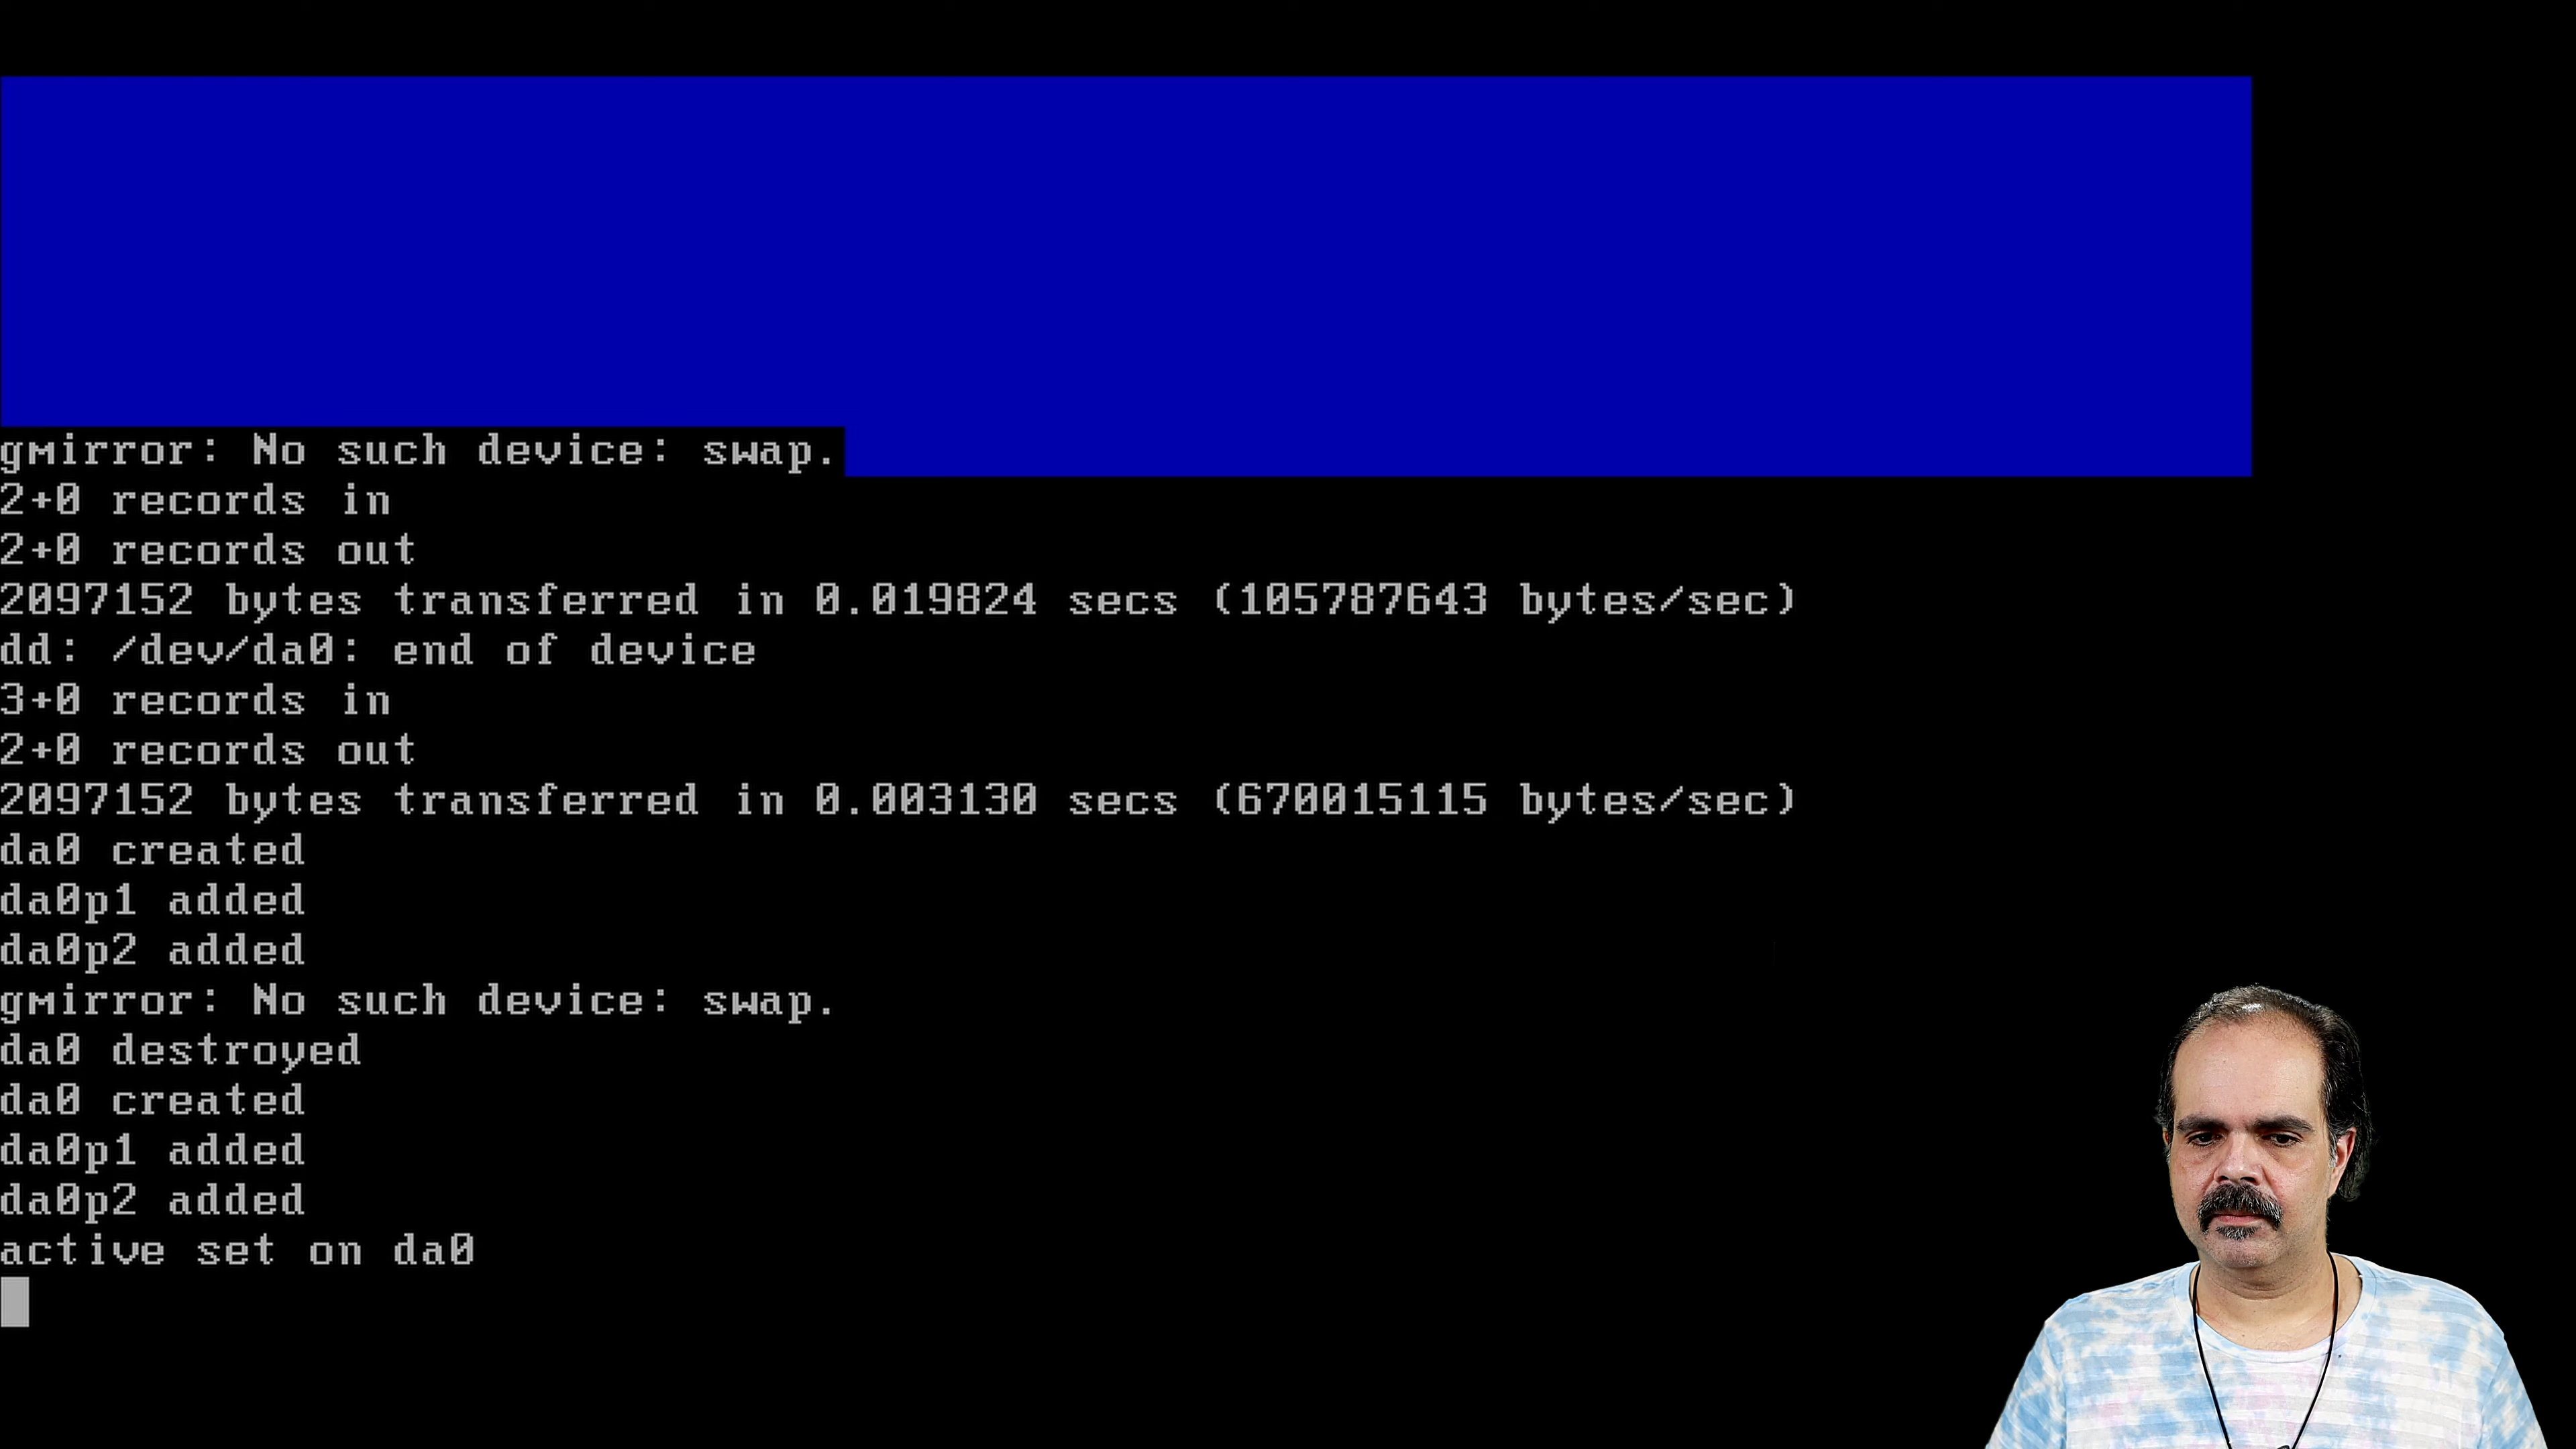 gmirror: No such device: swap.
2+0 records in
2+0 records out
2097152 bytes transferred in 0.019824 secs (105787643 bytes/sec)
dd: /dev/da0: end of device
3+0 records in
2+0 records out
2097152 bytes transferred in 0.003130 secs (670015115 bytes/sec)
da0 created
da0p1 added
da0p2 added
gmirror: No such device: swap.
da0 destroyed
da0 created
da0p1 added
da0p2 added
active set on da0